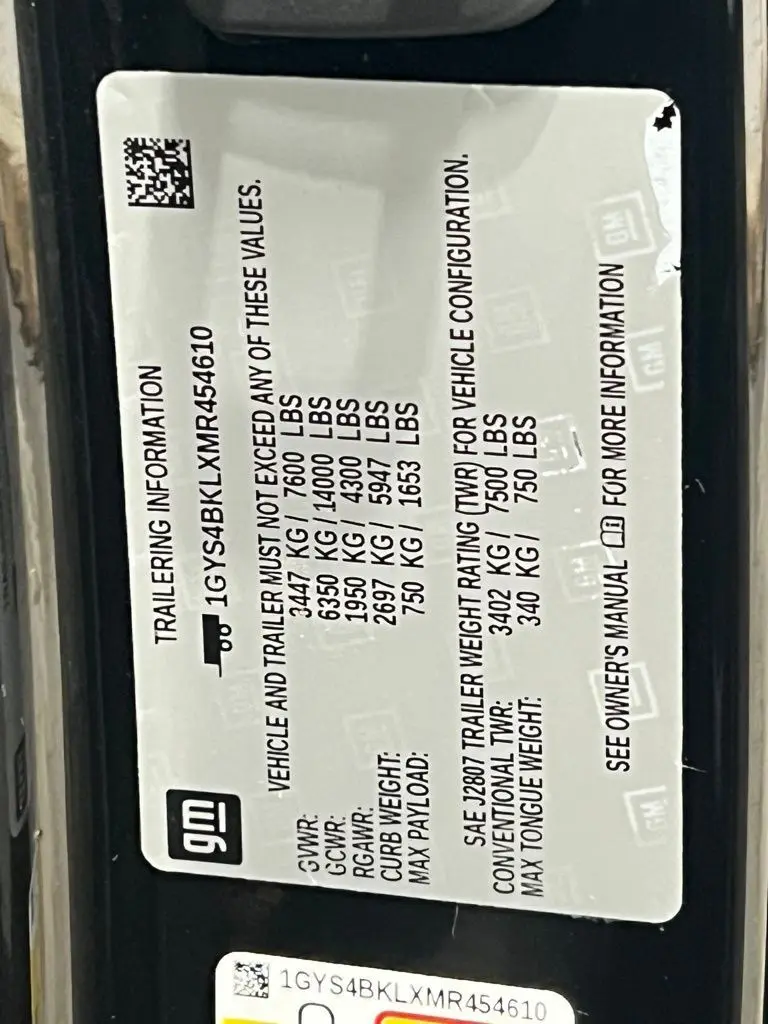 gm
TRAILERING INFORMATION
1GYS4BKLXMR454610
VEHICLE AND TRAILER MUST NOT EXCEED ANY OF THESE VALUES.
GVWR: 3447 KG / 7600 LBS
GCWR: 6350 KG / 14000 LBS
RGAWR: 1950 KG / 4300 LBS
CURB WEIGHT: 2697 KG / 5947 LBS
MAX PAYLOAD: 750 KG / 1653 LBS
SAE J2807 TRAILER WEIGHT RATING (TWR) FOR VEHICLE CONFIGURATION.
CONVENTIONAL TWR: 3402 KG / 7500 LBS
MAX TONGUE WEIGHT: 340 KG / 750 LBS
SEE OWNER'S MANUAL FOR MORE INFORMATION
1GYS4BKLXMR454610